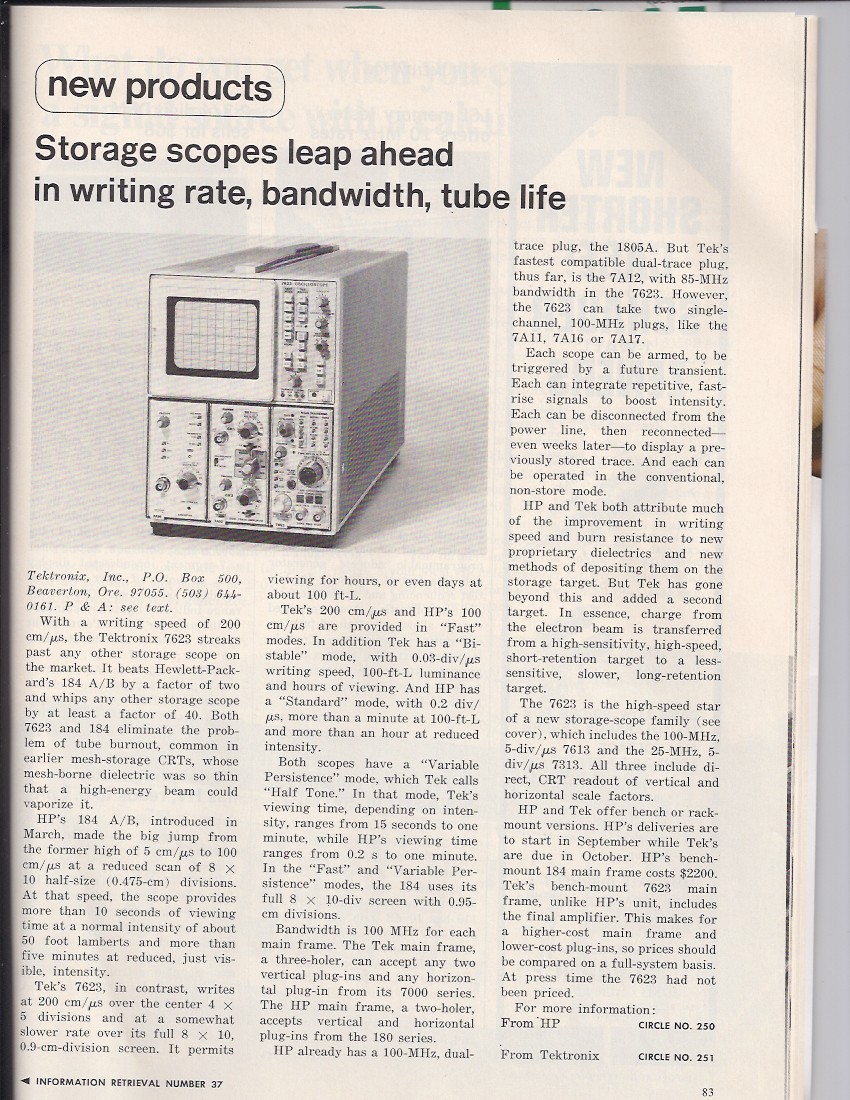 new products
Storage scopes leap ahead
in writing rate, bandwidth, tube life
7623 OSCILLOSCOPE
Tektronix, Inc., P.O. Box 500,
Beaverton, Ore. 97055. (503) 644-
0161. P & A: see text.
With a writing speed of 200
cm/μs, the Tektronix 7623 streaks
past any other storage scope on
the market. It beats Hewlett-Pack-
ard's 184 A/B by a factor of two
and whips any other storage scope
by at least a factor of 40. Both
7623 and 184 eliminate the prob-
lem of tube burnout, common in
earlier mesh-storage CRTs, whose
mesh-borne dielectric was so thin
that a high-energy beam could
vaporize it.
HP's 184 A/B, introduced in
March, made the big jump from
the former high of 5 cm/μs to 100
cm/μs at a reduced scan of 8 ×
10 half-size (0.475-cm) divisions.
At that speed, the scope provides
more than 10 seconds of viewing
time at a normal intensity of about
50 foot lamberts and more than
five minutes at reduced, just vis-
ible, intensity.
Tek's 7623, in contrast, writes
at 200 cm/μs over the center 4 ×
5 divisions and at a somewhat
slower rate over its full 8 × 10,
0.9-cm-division screen. It permits
viewing for hours, or even days at
about 100 ft-L.
Tek's 200 cm/μs and HP's 100
cm/μs are provided in "Fast"
modes. In addition Tek has a "Bi-
stable" mode, with 0.03-div/μs
writing speed, 100-ft-L luminance
and hours of viewing. And HP has
a "Standard" mode, with 0.2 div/
μs, more than a minute at 100-ft-L
and more than an hour at reduced
intensity.
Both scopes have a "Variable
Persistence" mode, which Tek calls
"Half Tone." In that mode, Tek's
viewing time, depending on inten-
sity, ranges from 15 seconds to one
minute, while HP's viewing time
ranges from 0.2 s to one minute.
In the "Fast" and "Variable Per-
sistence" modes, the 184 uses its
full 8 × 10-div screen with 0.95-
cm divisions.
Bandwidth is 100 MHz for each
main frame. The Tek main frame,
a three-holer, can accept any two
vertical plug-ins and any horizon-
tal plug-in from its 7000 series.
The HP main frame, a two-holer,
accepts vertical and horizontal
plug-ins from the 180 series.
HP already has a 100-MHz, dual-
trace plug, the 1805A. But Tek's
fastest compatible dual-trace plug,
thus far, is the 7A12, with 85-MHz
bandwidth in the 7623. However,
the 7623 can take two single-
channel, 100-MHz plugs, like the
7A11, 7A16 or 7A17.
Each scope can be armed, to be
triggered by a future transient.
Each can integrate repetitive, fast-
rise signals to boost intensity.
Each can be disconnected from the
power line, then reconnected—
even weeks later—to display a pre-
viously stored trace. And each can
be operated in the conventional,
non-store mode.
HP and Tek both attribute much
of the improvement in writing
speed and burn resistance to new
proprietary dielectrics and new
methods of depositing them on the
storage target. But Tek has gone
beyond this and added a second
target. In essence, charge from
the electron beam is transferred
from a high-sensitivity, high-speed,
short-retention target to a less-
sensitive, slower, long-retention
target.
The 7623 is the high-speed star
of a new storage-scope family (see
cover), which includes the 100-MHz,
5-div/μs 7613 and the 25-MHz, 5-
div/μs 7313. All three include di-
rect, CRT readout of vertical and
horizontal scale factors.
HP and Tek offer bench or rack-
mount versions. HP's deliveries are
to start in September while Tek's
are due in October. HP's bench-
mount 184 main frame costs $2200.
Tek's bench-mount 7623 main
frame, unlike HP's unit, includes
the final amplifier. This makes for
a higher-cost main frame and
lower-cost plug-ins, so prices should
be compared on a full-system basis.
At press time the 7623 had not
been priced.
For more information:
From HP CIRCLE NO. 250
From Tektronix CIRCLE NO. 251
◄ INFORMATION RETRIEVAL NUMBER 37
83